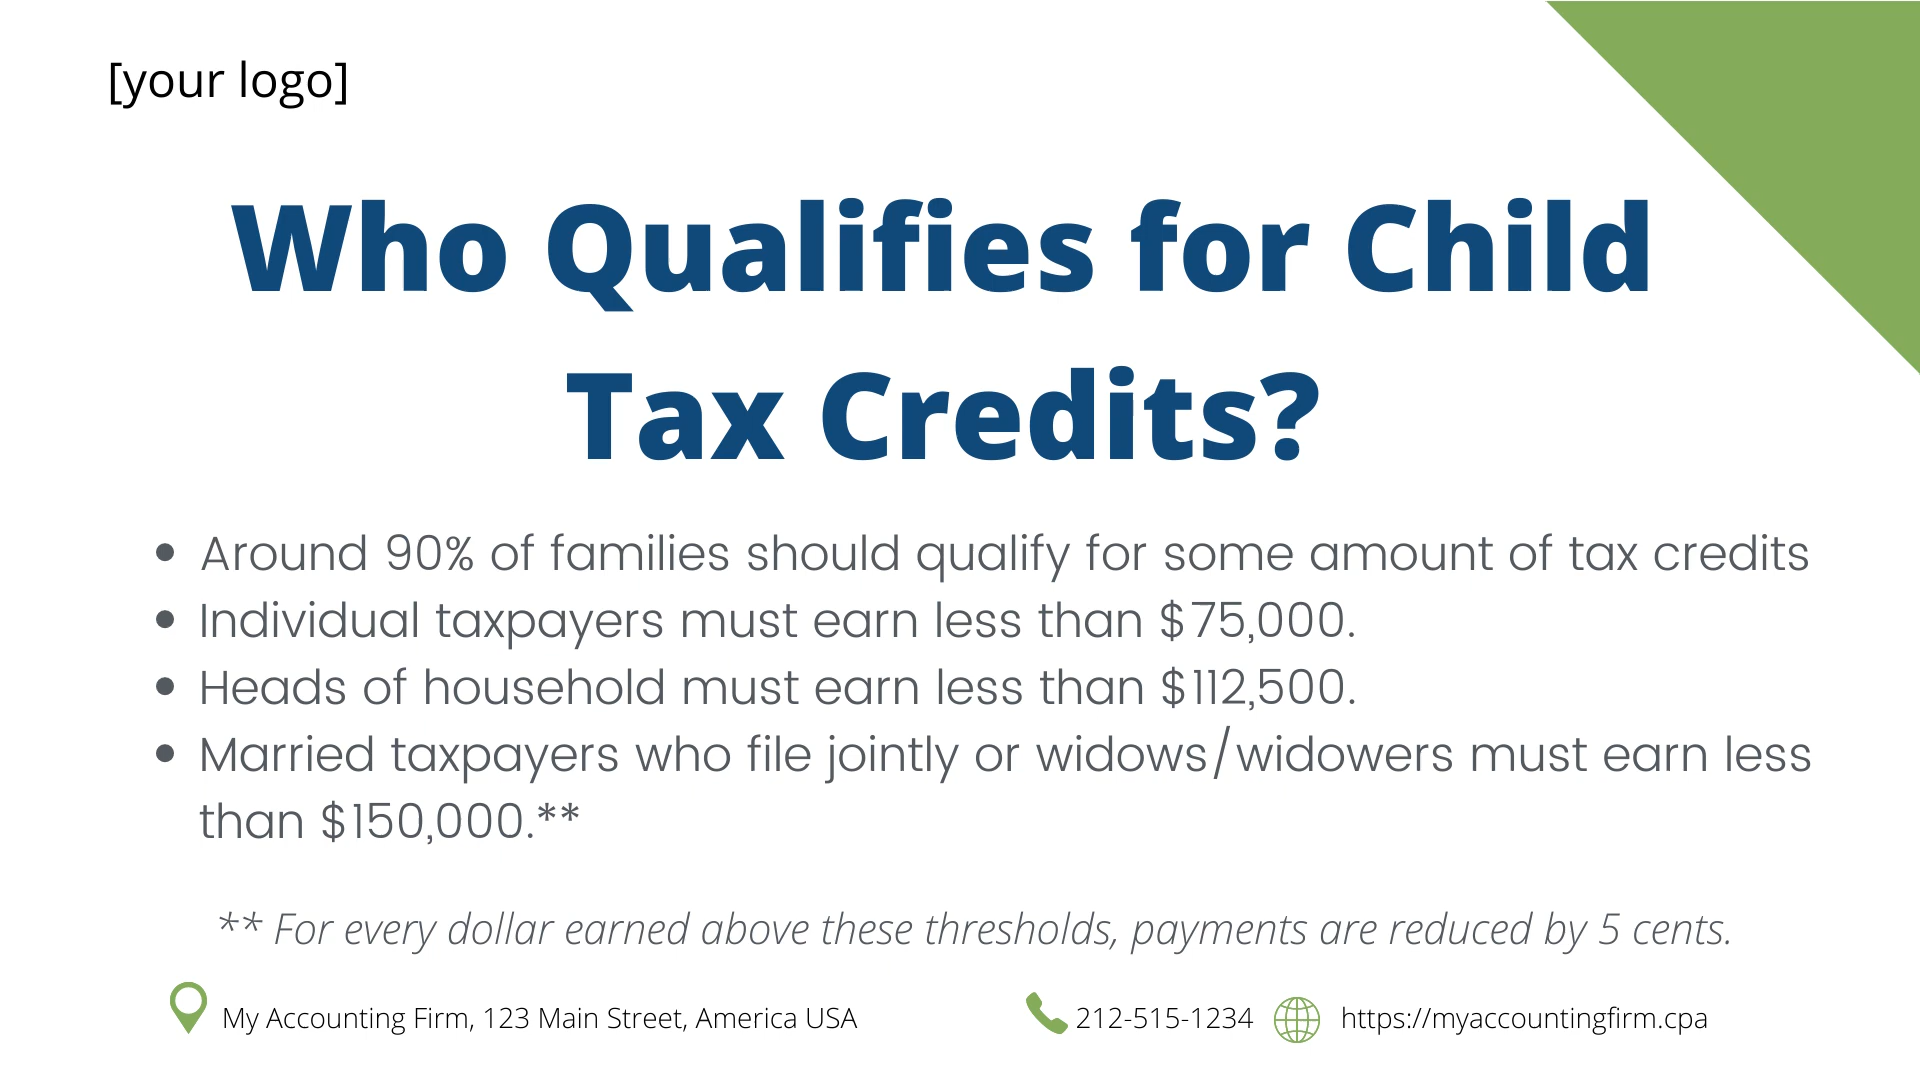 [your logo]
Who Qualifies for Child
Tax Credits?
• Around 90% of families should qualify for some amount of tax credits
• Individual taxpayers must earn less than $75,000.
• Heads of household must earn less than $112,500.
• Married taxpayers who file jointly or widows/widowers must earn less
than $150,000.**
** For every dollar earned above these thresholds, payments are reduced by 5 cents.
My Accounting Firm, 123 Main Street, America USA 212-515-1234 https://myaccountingfirm.cpa